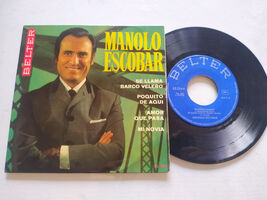 BELTER
MANOLO
ESCOBAR
SE LLAMA
BARCO VELERO
POQUITO
DE AQUI
AMOR
QUE PASA
MI NOVIA
BELTER